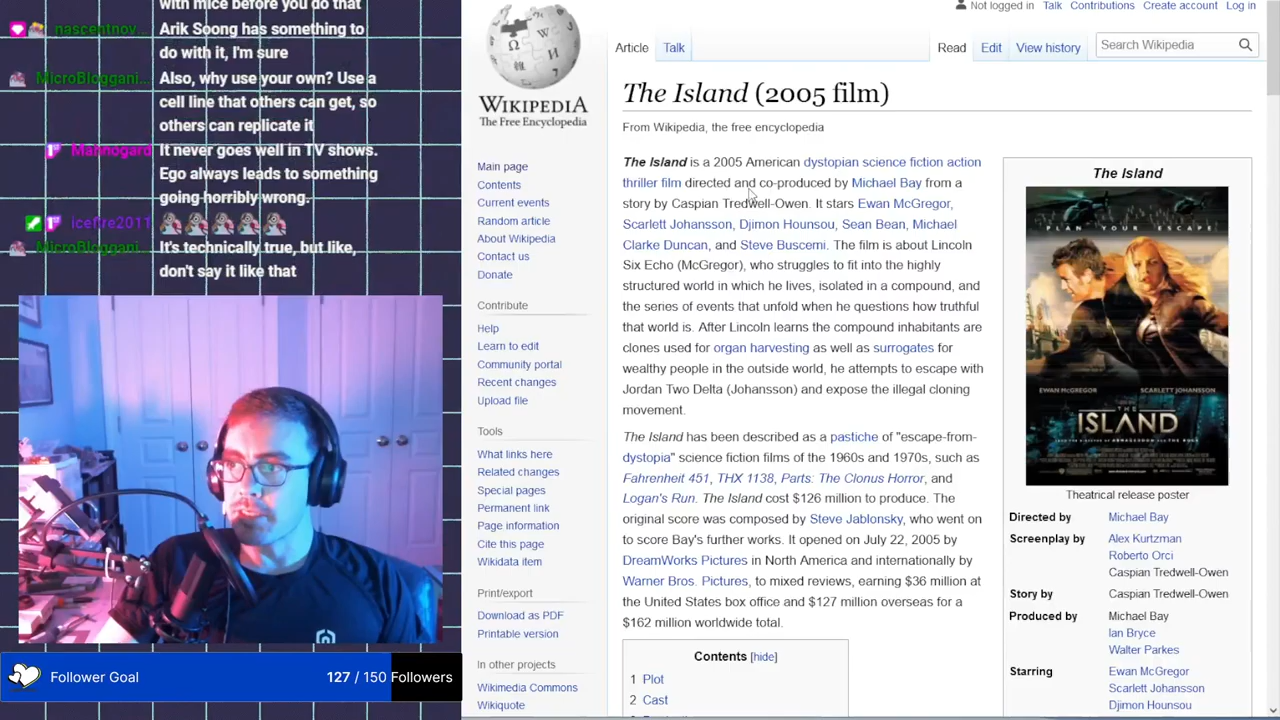 with mice before you do that
nascentnov... Arik Soong has something to
do with it, I'm sure
MicroBloggani... Also, why use your own? Use a
cell line that others can get, so
others can replicate it
Mannogard It never goes well in TV shows.
Ego always leads to something
going horribly wrong.
icefire2011
MicroBloggani... It's technically true, but like,
don't say it like that
Follower Goal 127 / 150 Followers
WIKIPEDIA
The Free Encyclopedia
Main page
Contents
Current events
Random article
About Wikipedia
Contact us
Donate
Contribute
Help
Learn to edit
Community portal
Recent changes
Upload file
Tools
What links here
Related changes
Special pages
Permanent link
Page information
Cite this page
Wikidata item
Print/export
Download as PDF
Printable version
In other projects
Wikimedia Commons
Wikiquote
Not logged in Talk Contributions Create account Log in
Article Talk Read Edit View history Search Wikipedia
The Island (2005 film)
From Wikipedia, the free encyclopedia
The Island is a 2005 American dystopian science fiction action
thriller film directed and co-produced by Michael Bay from a
story by Caspian Tredwell-Owen. It stars Ewan McGregor,
Scarlett Johansson, Djimon Hounsou, Sean Bean, Michael
Clarke Duncan, and Steve Buscemi. The film is about Lincoln
Six Echo (McGregor), who struggles to fit into the highly
structured world in which he lives, isolated in a compound, and
the series of events that unfold when he questions how truthful
that world is. After Lincoln learns the compound inhabitants are
clones used for organ harvesting as well as surrogates for
wealthy people in the outside world, he attempts to escape with
Jordan Two Delta (Johansson) and expose the illegal cloning
movement.
The Island has been described as a pastiche of "escape-from-
dystopia" science fiction films of the 1960s and 1970s, such as
Fahrenheit 451, THX 1138, Parts: The Clonus Horror, and
Logan's Run. The Island cost $126 million to produce. The
original score was composed by Steve Jablonsky, who went on
to score Bay's further works. It opened on July 22, 2005 by
DreamWorks Pictures in North America and internationally by
Warner Bros. Pictures, to mixed reviews, earning $36 million at
the United States box office and $127 million overseas for a
$162 million worldwide total.
Contents [hide]
1 Plot
2 Cast
The Island
PLAN YOUR ESCAPE
EWAN MCGREGOR SCARLETT JOHANSSON
THE
ISLAND
Theatrical release poster
Directed by Michael Bay
Screenplay by Alex Kurtzman
Roberto Orci
Caspian Tredwell-Owen
Story by Caspian Tredwell-Owen
Produced by Michael Bay
Ian Bryce
Walter Parkes
Starring Ewan McGregor
Scarlett Johansson
Djimon Hounsou